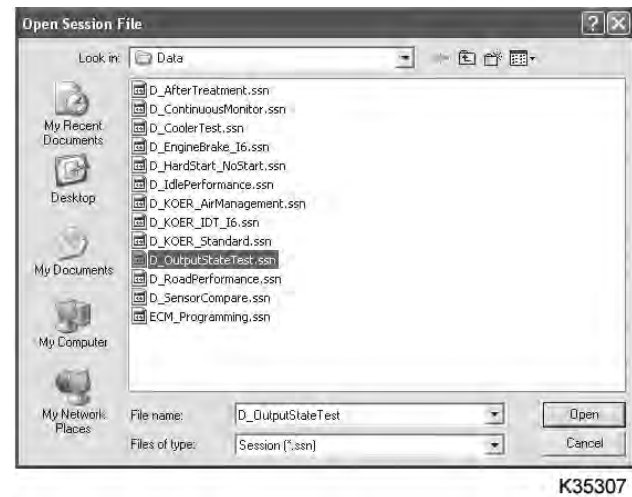 Open Session File
Look in:
Data
D_AfterTreatment.ssn
D_ContinuousMonitor.ssn
D_CoolerTest.ssn
D_EngineBrake_I6.ssn
D_HardStart_NoStart.ssn
D_IdlePerformance.ssn
D_KOER_AirManagement.ssn
D_KOER_IDT_I6.ssn
D_KOER_Standard.ssn
D_OutputStateTest.ssn
D_RoadPerformance.ssn
D_SensorCompare.ssn
ECM_Programming.ssn
My Recent
Documents
Desktop
My Documents
My Computer
My Network
Places
File name:
D_OutputStateTest
Open
Files of type:
Session (*.ssn)
Cancel
K35307